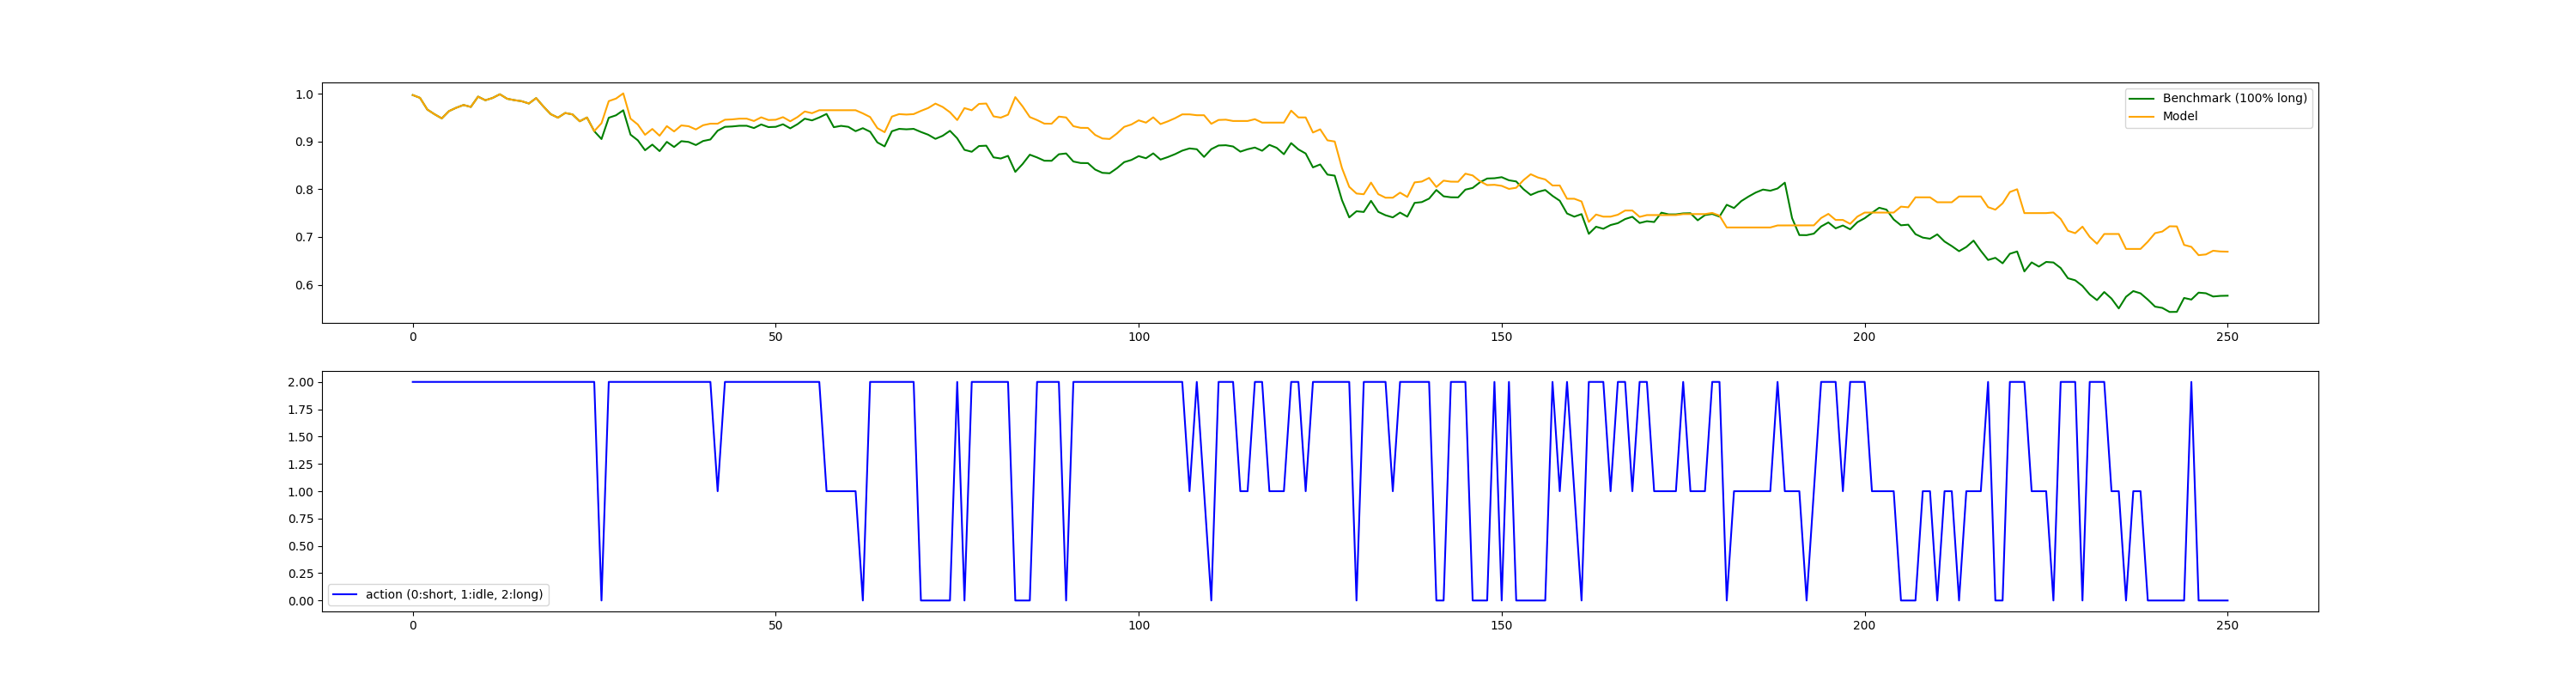 1.0
0.9
0.8
0.7
0.6
Benchmark (100% long)
Model
0 50 100 150 200 250
2.00
1.75
1.50
1.25
1.00
0.75
0.50
0.25
0.00
action (0:short, 1:idle, 2:long)
0 50 100 150 200 250